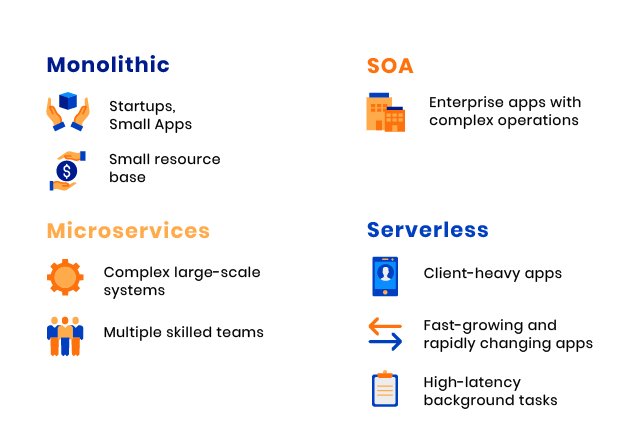 Monolithic
Startups,
Small Apps
Small resource
base
SOA
Enterprise apps with
complex operations
Microservices
Complex large-scale
systems
Multiple skilled teams
Serverless
Client-heavy apps
Fast-growing and
rapidly changing apps
High-latency
background tasks